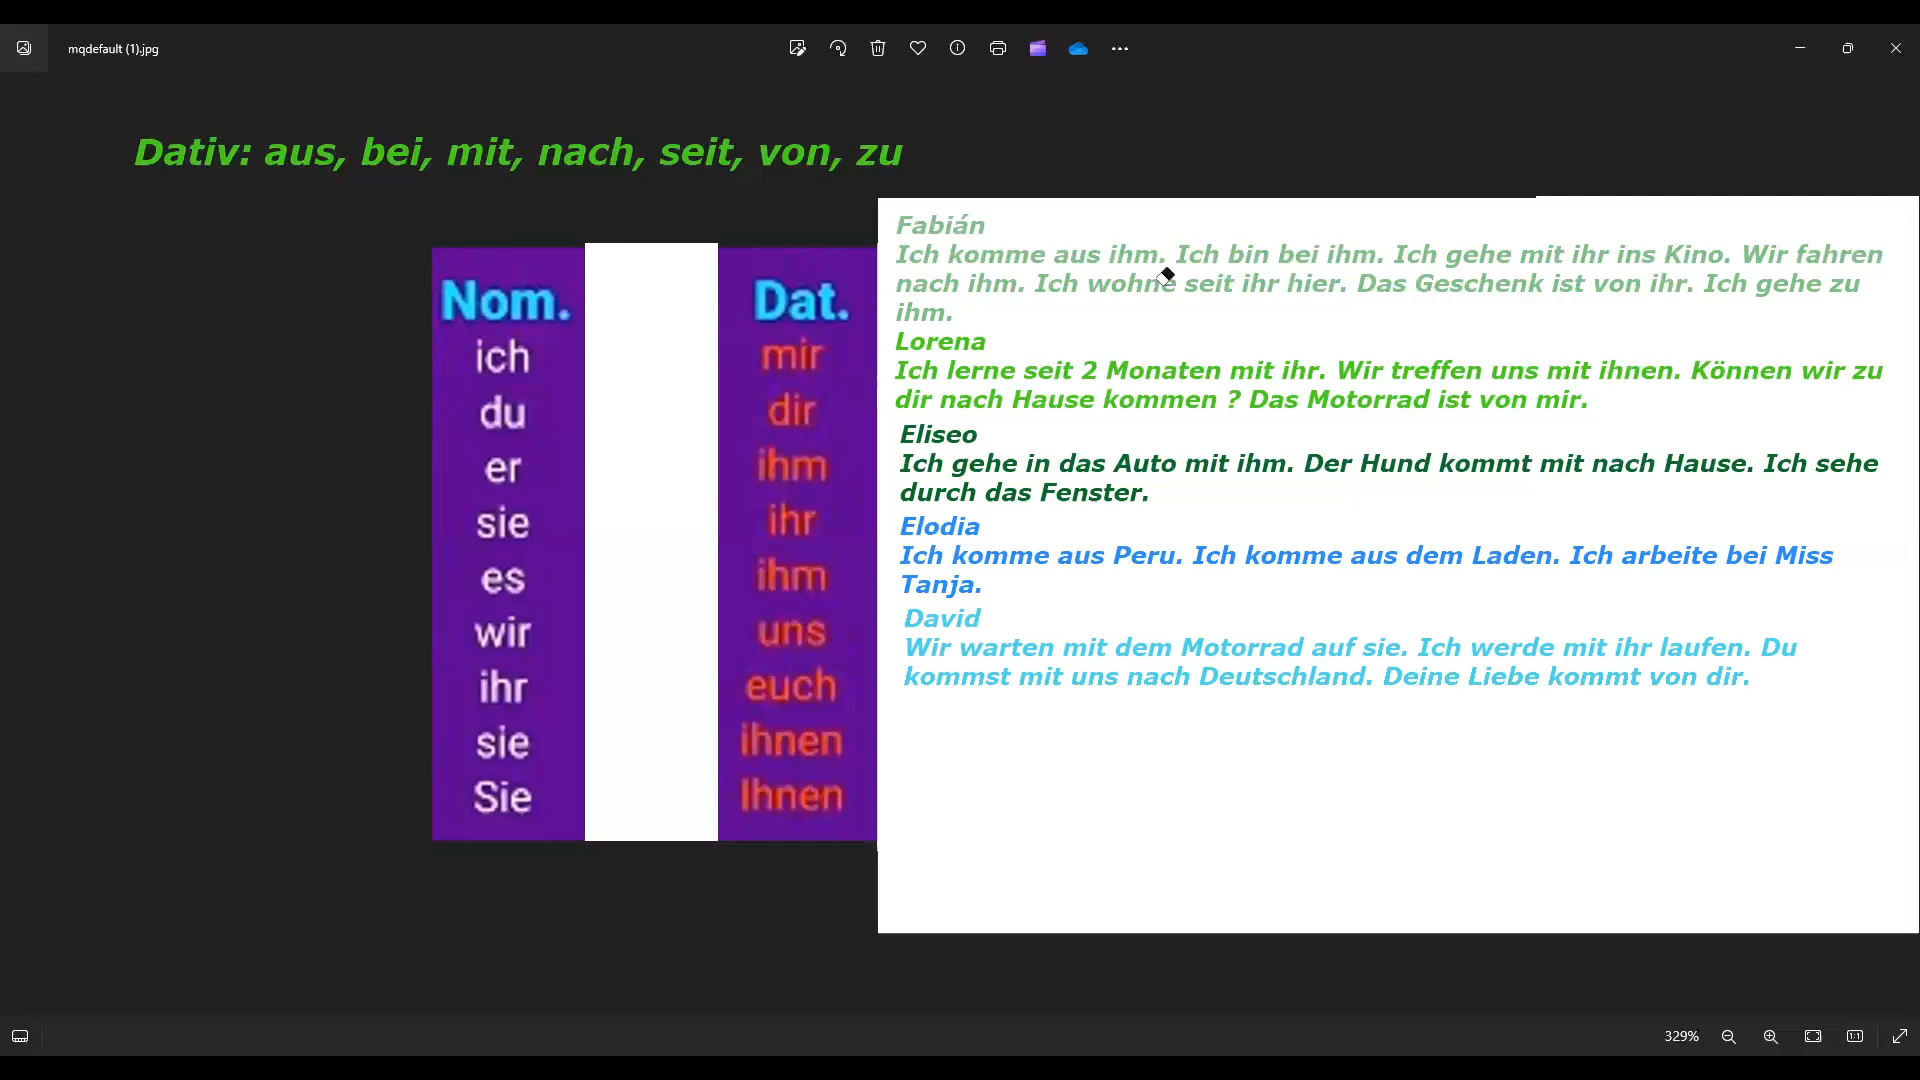 mqdefault (1).jpg
Dativ: aus, bei, mit, nach, seit, von, zu
Nom.
ich
du
er
sie
es
wir
ihr
sie
Sie
Dat.
mir
dir
ihm
ihr
ihm
uns
euch
ihnen
Ihnen
Fabián
Ich komme aus ihm. Ich bin bei ihm. Ich gehe mit ihr ins Kino. Wir fahren
nach ihm. Ich wohne seit ihr hier. Das Geschenk ist von ihr. Ich gehe zu
ihm.
Lorena
Ich lerne seit 2 Monaten mit ihr. Wir treffen uns mit ihnen. Können wir zu
dir nach Hause kommen ? Das Motorrad ist von mir.
Eliseo
Ich gehe in das Auto mit ihm. Der Hund kommt mit nach Hause. Ich sehe
durch das Fenster.
Elodia
Ich komme aus Peru. Ich komme aus dem Laden. Ich arbeite bei Miss
Tanja.
David
Wir warten mit dem Motorrad auf sie. Ich werde mit ihr laufen. Du
kommst mit uns nach Deutschland. Deine Liebe kommt von dir.
329%
1:1